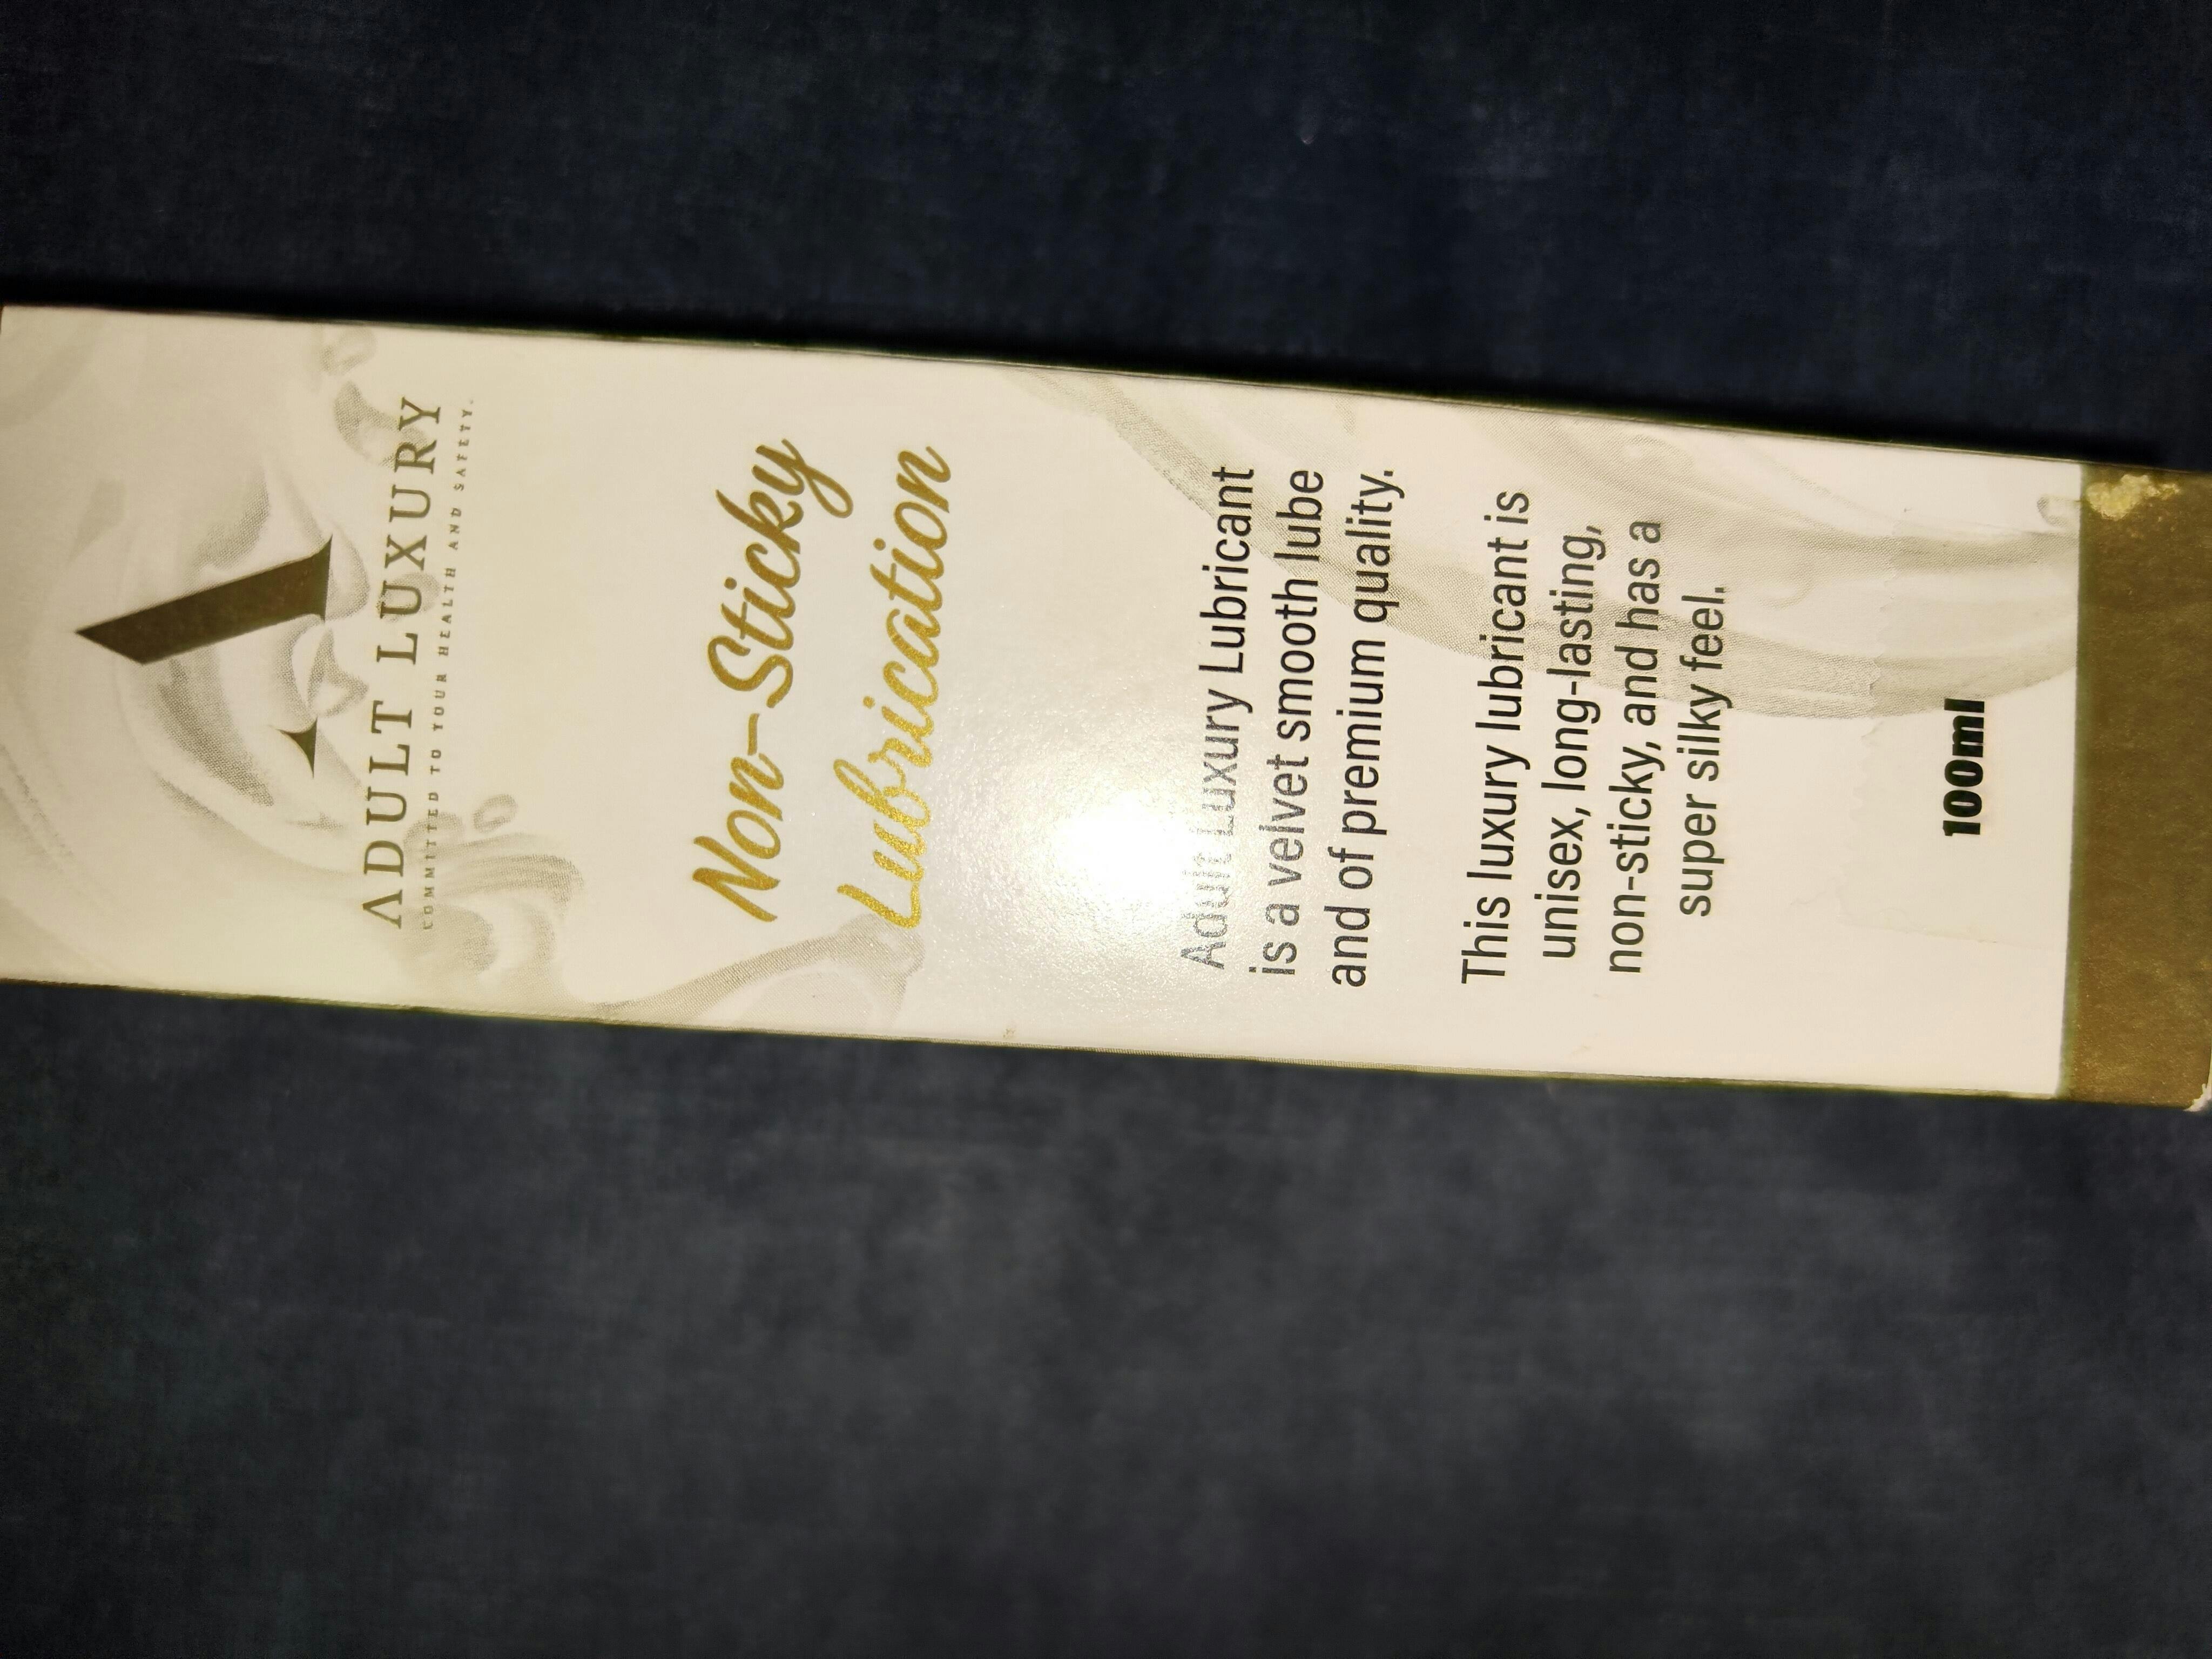 ADULT LUXURY
COMMITTED TO YOUR HEALTH AND SAFETY.
Non-Sticky
Lubrication
Adult Luxury Lubricant
is a velvet smooth lube
and of premium quality.
This luxury lubricant is
unisex, long-lasting,
non-sticky, and has a
super silky feel.
100ml